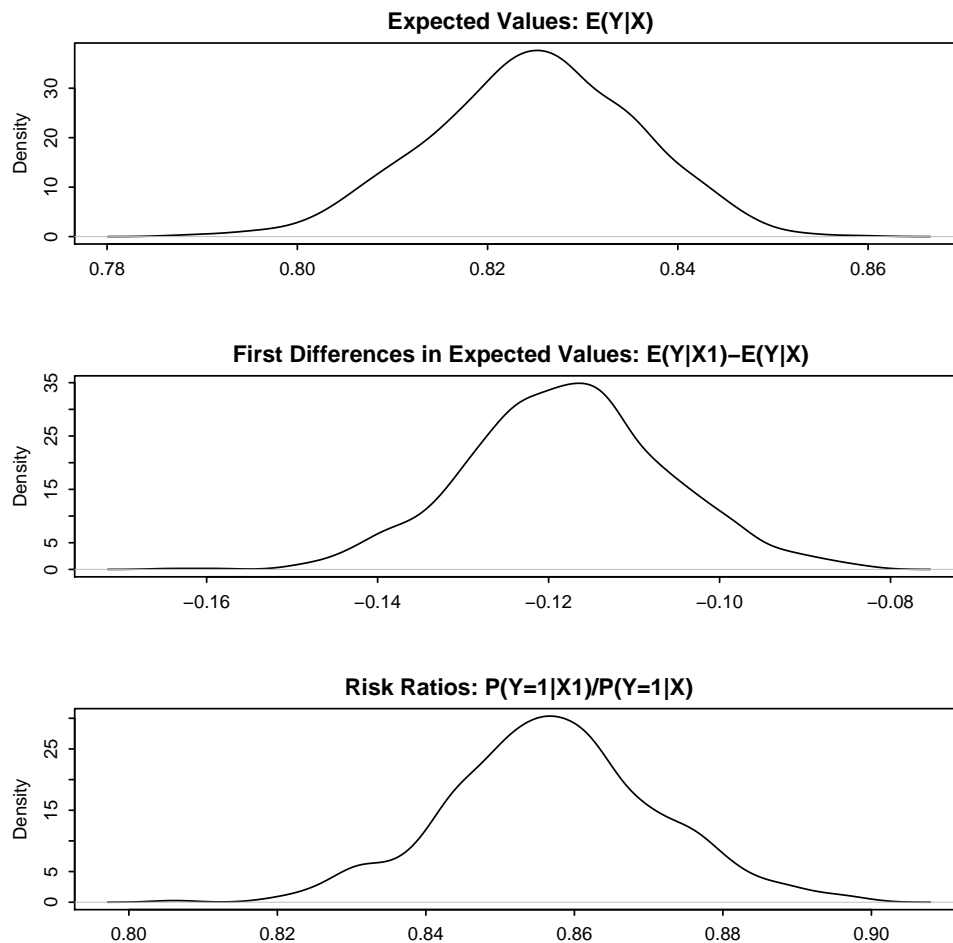 Expected Values: E(Y|X)
Density
0
10
20
30
0.78 0.80 0.82 0.84 0.86
First Differences in Expected Values: E(Y|X1)−E(Y|X)
Density
0
5
15
25
35
−0.16 −0.14 −0.12 −0.10 −0.08
Risk Ratios: P(Y=1|X1)/P(Y=1|X)
Density
0
5
15
25
0.80 0.82 0.84 0.86 0.88 0.90